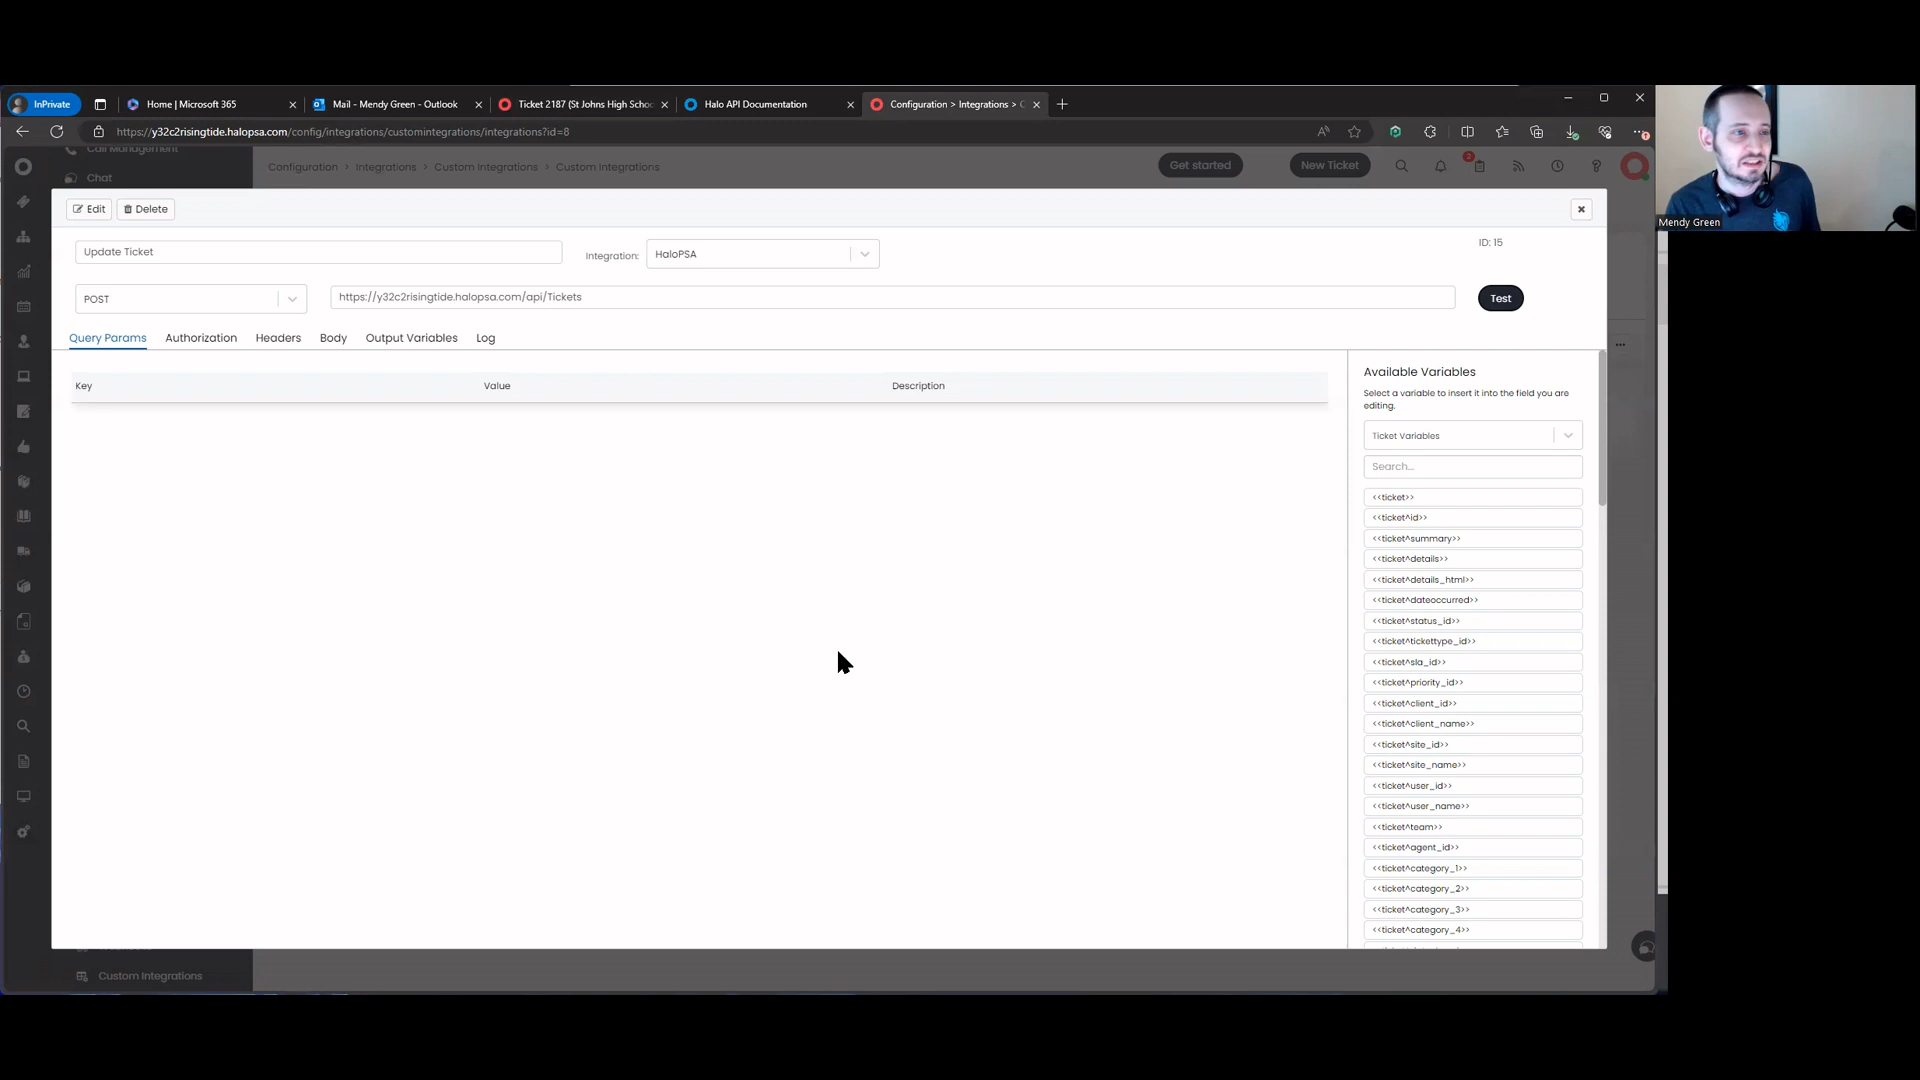 InPrivate
Home | Microsoft 365
Mail - Mendy Green - Outlook
Ticket 2187 (St Johns High Schoo
Halo API Documentation
Configuration > Integrations > C
https://y32c2risingtide.halopsa.com/config/integrations/customintegrations/integrations?id=8
Call Management
Chat
Configuration > Integrations > Custom Integrations > Custom Integrations
Get started
New Ticket
Mendy Green
Edit
Delete
Update Ticket
Integration:
HaloPSA
ID: 15
POST
https://y32c2risingtide.halopsa.com/api/Tickets
Test
Query Params
Authorization
Headers
Body
Output Variables
Log
Key
Value
Description
Available Variables
Select a variable to insert it into the field you are
editing.
Ticket Variables
Search...
<<ticket>>
<<ticket^id>>
<<ticket^summary>>
<<ticket^details>>
<<ticket^details_html>>
<<ticket^dateoccurred>>
<<ticket^status_id>>
<<ticket^tickettype_id>>
<<ticket^sla_id>>
<<ticket^priority_id>>
<<ticket^client_id>>
<<ticket^client_name>>
<<ticket^site_id>>
<<ticket^site_name>>
<<ticket^user_id>>
<<ticket^user_name>>
<<ticket^team>>
<<ticket^agent_id>>
<<ticket^category_1>>
<<ticket^category_2>>
<<ticket^category_3>>
<<ticket^category_4>>
Custom Integrations